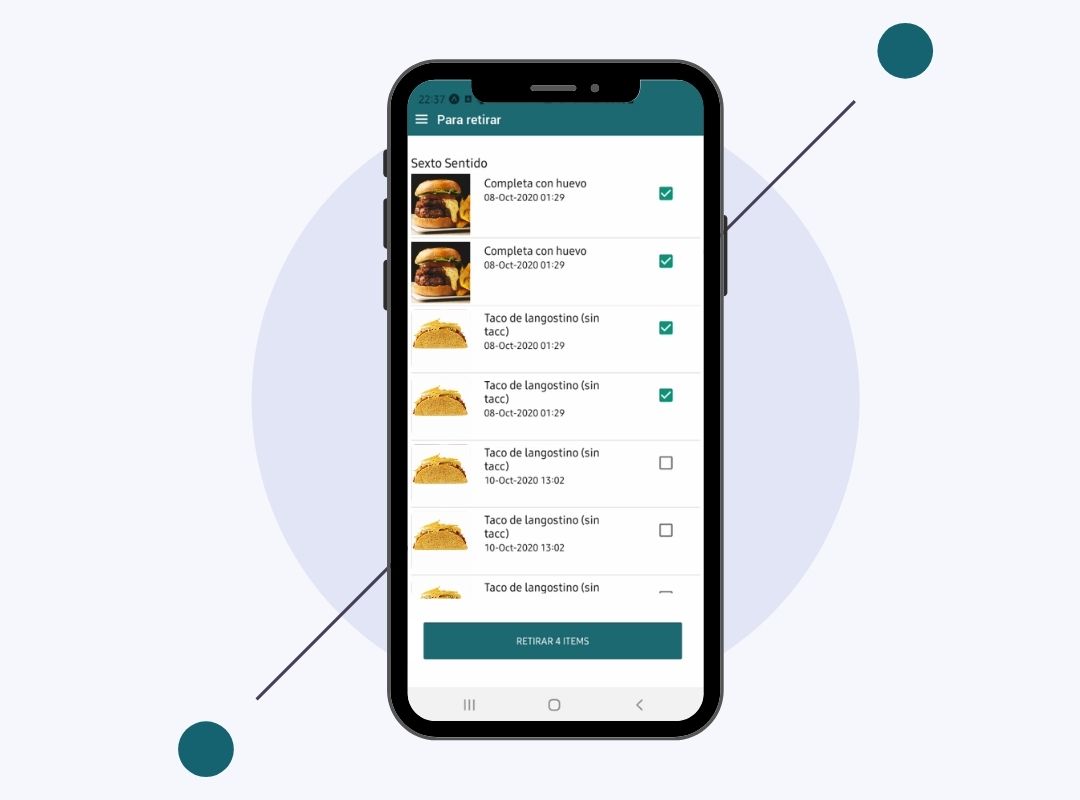 22:37
Para retirar
Sexto Sentido
Completa con huevo
08-Oct-2020 01:29
Completa con huevo
08-Oct-2020 01:29
Taco de langostino (sin
tacc)
08-Oct-2020 01:29
Taco de langostino (sin
tacc)
08-Oct-2020 01:29
Taco de langostino (sin
tacc)
10-Oct-2020 13:02
Taco de langostino (sin
tacc)
10-Oct-2020 13:02
Taco de langostino (sin
RETIRAR 4 ITEMS